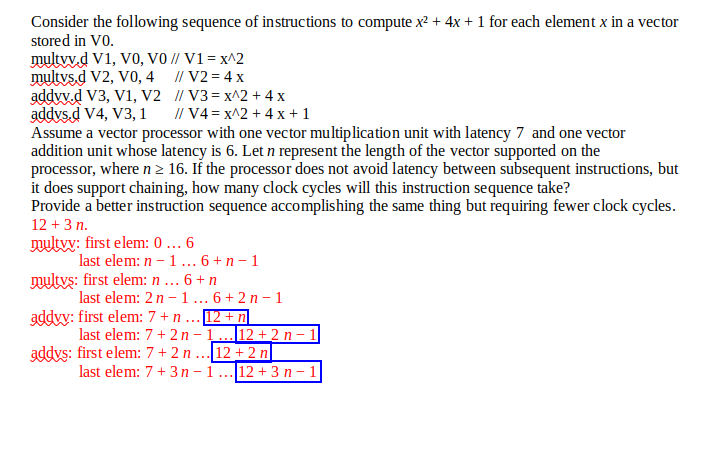 Consider the following sequence of instructions to compute x² + 4x + 1 for each element x in a vector
stored in V0.
multvv.d V1, V0, V0 // V1 = x^2
multvs.d V2, V0, 4 // V2 = 4 x
addvv.d V3, V1, V2 // V3 = x^2 + 4 x
addvs.d V4, V3, 1 // V4 = x^2 + 4 x + 1
Assume a vector processor with one vector multiplication unit with latency 7 and one vector
addition unit whose latency is 6. Let n represent the length of the vector supported on the
processor, where n ≥ 16. If the processor does not avoid latency between subsequent instructions, but
it does support chaining, how many clock cycles will this instruction sequence take?
Provide a better instruction sequence accomplishing the same thing but requiring fewer clock cycles.
12 + 3 n.
multvv: first elem: 0 … 6
last elem: n − 1 … 6 + n − 1
multvs: first elem: n … 6 + n
last elem: 2 n − 1 … 6 + 2 n − 1
addvv: first elem: 7 + n … 12 + n
last elem: 7 + 2 n − 1 … 12 + 2 n − 1
addvs: first elem: 7 + 2 n … 12 + 2 n
last elem: 7 + 3 n − 1 … 12 + 3 n − 1